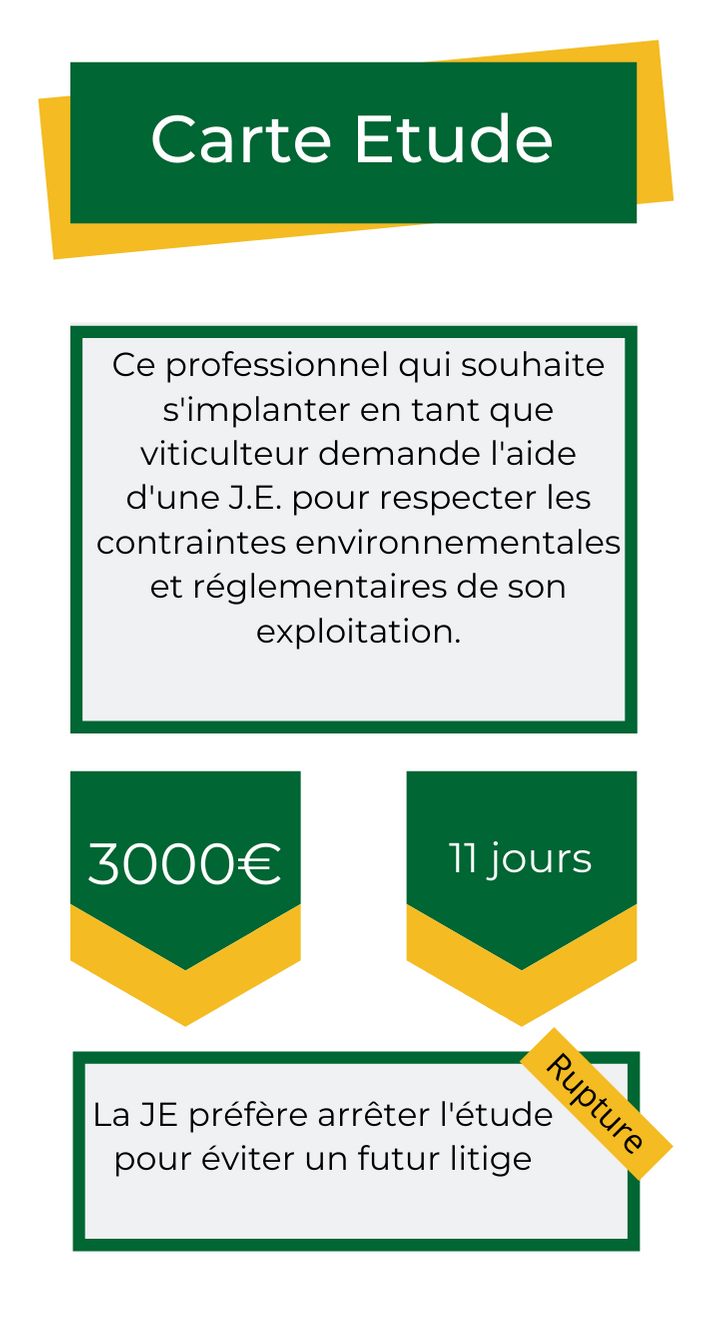 Carte Etude
Ce professionnel qui souhaite
s'implanter en tant que
viticulteur demande l'aide
d'une J.E. pour respecter les
contraintes environnementales
et réglementaires de son
exploitation.
3000€
11 jours
Rupture
La JE préfère arrêter l'étude
pour éviter un futur litige